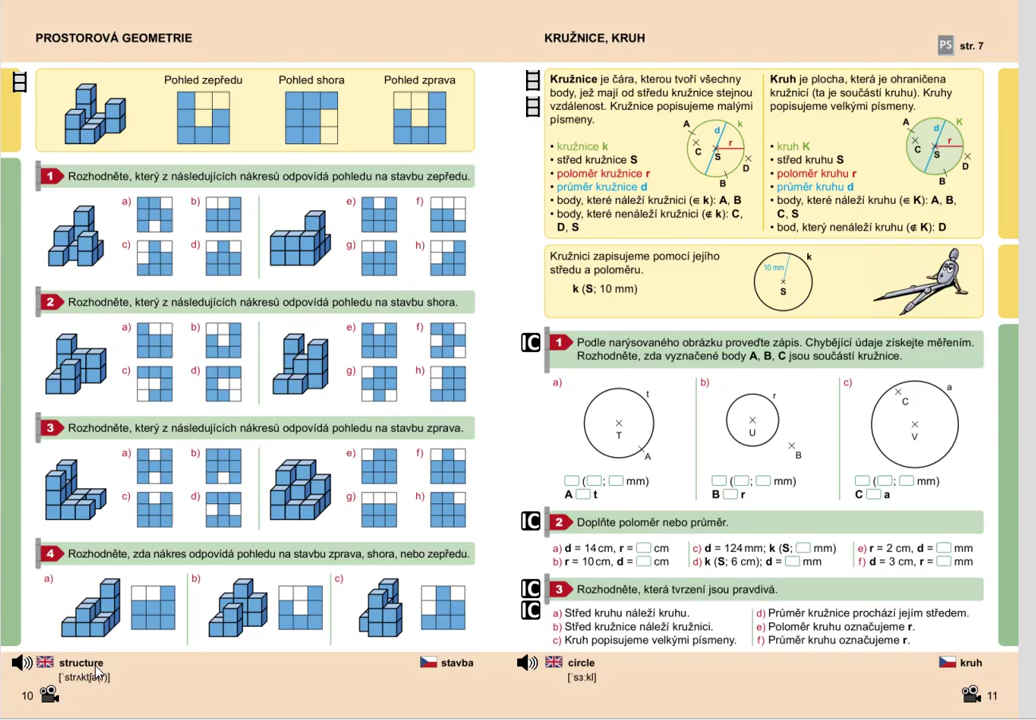 PROSTOROVÁ GEOMETRIE
Pohled zepředu
Pohled shora
Pohled zprava
1 Rozhodněte, který z následujících nákresů odpovídá pohledu na stavbu zepředu.
a)
b)
e)
f)
c)
d)
g)
h)
2 Rozhodněte, který z následujících nákresů odpovídá pohledu na stavbu shora.
a)
b)
e)
f)
c)
d)
g)
h)
3 Rozhodněte, který z následujících nákresů odpovídá pohledu na stavbu zprava.
a)
b)
e)
f)
c)
d)
g)
h)
4 Rozhodněte, zda nákres odpovídá pohledu na stavbu zprava, shora, nebo zepředu.
a)
b)
c)
structure
stavba
10
KRUŽNICE, KRUH
PS str. 7
Kružnice je čára, kterou tvoří všechny
body, jež mají od středu kružnice stejnou
vzdálenost. Kružnice popisujeme malými
písmeny.
• kružnice k
• střed kružnice S
• poloměr kružnice r
• průměr kružnice d
• body, které náleží kružnici (∈ k): A, B
• body, které nenáleží kružnici (∉ k): C,
D, S
A
d
k
r
C
S
D
B
Kruh je plocha, která je ohraničena
kružnicí (ta je součástí kruhu). Kruhy
popisujeme velkými písmeny.
• kruh K
• střed kruhu S
• poloměr kruhu r
• průměr kruhu d
• body, které náleží kruhu (∈ K): A, B,
C, S
• bod, který nenáleží kruhu (∉ K): D
A
d
K
r
C
S
D
B
Kružnici zapisujeme pomocí jejího
středu a poloměru.
k (S; 10 mm)
k
10 mm
S
IC
1 Podle narýsovaného obrázku proveďte zápis. Chybějící údaje získejte měřením.
Rozhodněte, zda vyznačené body A, B, C jsou součástí kružnice.
a)
t
T
A
( ; mm)
A t
b)
r
U
B
( ; mm)
B r
c)
a
C
V
( ; mm)
C a
IC
2 Doplňte poloměr nebo průměr.
a) d = 14 cm, r = cm
c) d = 124 mm; k (S; mm)
e) r = 2 cm, d = mm
b) r = 10 cm, d = cm
d) k (S; 6 cm); d = mm
f) d = 3 cm, r = mm
IC
IC
3 Rozhodněte, která tvrzení jsou pravdivá.
a) Střed kruhu náleží kruhu.
b) Střed kružnice náleží kružnici.
c) Kruh popisujeme velkými písmeny.
d) Průměr kružnice prochází jejím středem.
e) Poloměr kruhu označujeme r.
f) Průměr kruhu označujeme r.
circle
[ˈsɜːkl]
kruh
11